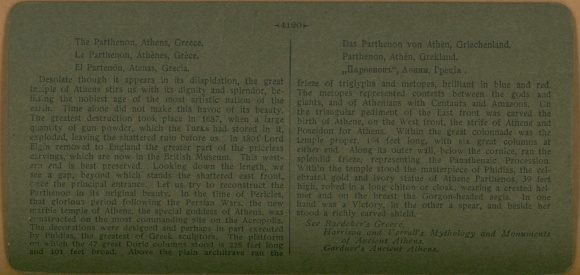 4190
The Parthenon, Athens, Greece.
Le Parthenon, Athènes, Grèce.
El Partenón, Atenas, Grecia.
Desolate though it appears in its dilapidation, the great
temple of Athens stirs us with its dignity and splendor, be-
fitting the noblest age of the most artistic nation of the
earth. Time alone did not make this havoc of its beauty.
The greatest destruction took place in 1687, when a large
quantity of gun powder, which the Turks had stored in it,
exploded, leaving the shattered ruin before us. In 1801 Lord
Elgin removed to England the greater part of the priceless
carvings, which are now in the British Museum. This west-
ern end is best preserved. Looking down the length, we
see a gap, beyond which stands the shattered east front,
once the principal entrance. Let us try to reconstruct the
Parthenon in its original beauty. In the time of Pericles,
that glorious period following the Persian Wars, the new
marble temple of Athene, the special goddess of Athens, was
constructed on the most commanding site on the Acropolis.
The decorations were designed and perhaps in part executed
by Phidias, the greatest of Greek sculptors. The platform
on which the 47 great Doric columns stood is 228 feet long
and 101 feet broad. Above the plain architrave ran the
Das Parthenon von Athen, Griechenland.
Parthenon, Athén, Grekland.
frieze of triglyphs and metopes, brilliant in blue and red.
The metopes represented contests between the gods and
giants, and of Athenians with Centaurs and Amazons. On
the triangular pediment of the East front was carved the
birth of Athene, on the West front, the strife of Athene and
Poseidon for Athens. Within the great colonnade was the
temple proper, 194 feet long, with six great columns at
either end. Along its outer wall, below the cornice, ran the
splendid frieze, representing the Panathenaic Procession.
Within the temple stood the masterpiece of Phidias, the cel-
ebrated gold and ivory statue of Athene Parthenos, 39 feet
high, robed in a long chiton or cloak, wearing a crested hel-
met and on the breast the Gorgon-headed aegis. In one
hand was a Victory, in the other a spear, and beside her
stood a richly carved shield.
See Baedeker's Greece.
Harrison and Verrall's Mythology and Monuments
of Ancient Athens.
Gardner's Ancient Athens.